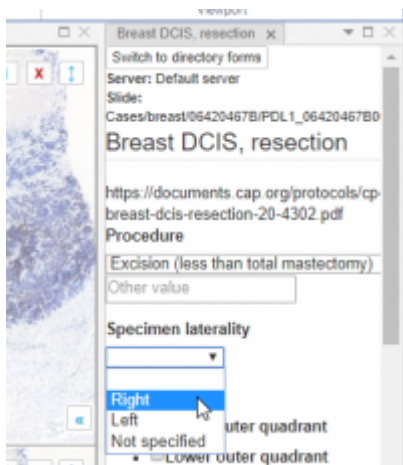 viewport
Breast DCIS, resection x
Switch to directory forms
Server: Default server
Slide:
Cases/breast/06420467B/PDL1_06420467B0
Breast DCIS, resection
https://documents.cap.org/protocols/cp-
breast-dcis-resection-20-4302.pdf
Procedure
Excision (less than total mastectomy)
Other value
Specimen laterality
Right
Left
Not specified
uter quadrant
Lower outer quadrant